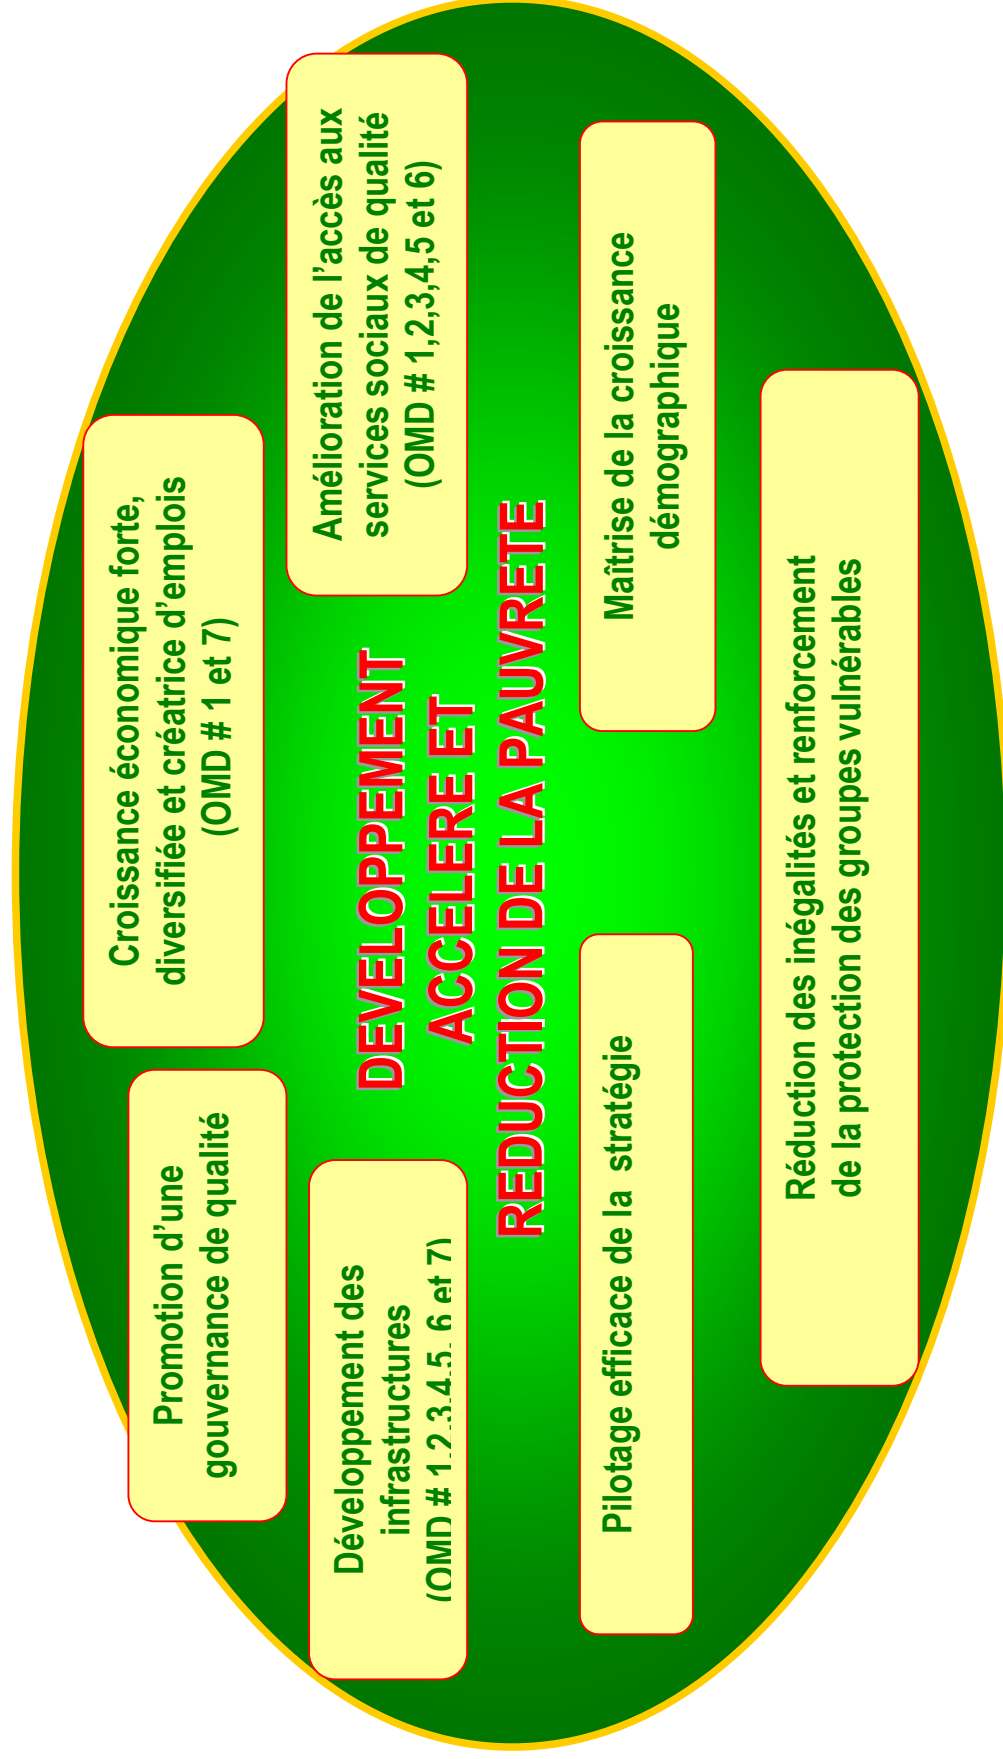 Promotion d’une
gouvernance de qualité
Croissance économique forte,
diversifiée et créatrice d’emplois
(OMD # 1 et 7)
Développement des
infrastructures
(OMD # 1,2,3,4,5, 6 et 7)
Amélioration de l’accès aux
services sociaux de qualité
(OMD # 1,2,3,4,5 et 6)
DEVELOPPEMENT
ACCELERE ET
REDUCTION DE LA PAUVRETE
Pilotage efficace de la stratégie
Maîtrise de la croissance
démographique
Réduction des inégalités et renforcement
de la protection des groupes vulnérables